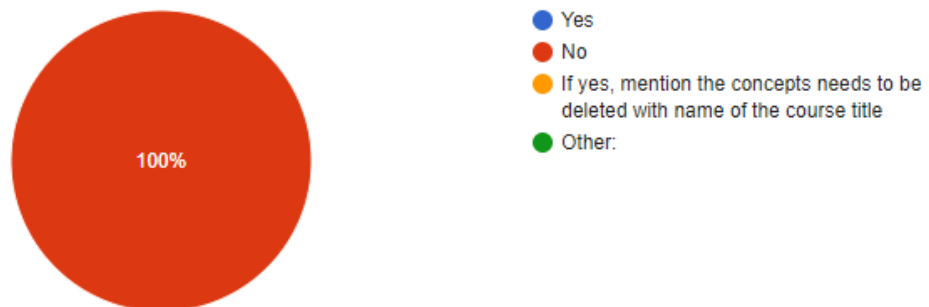 100%
Yes
No
If yes, mention the concepts needs to be
deleted with name of the course title
Other: